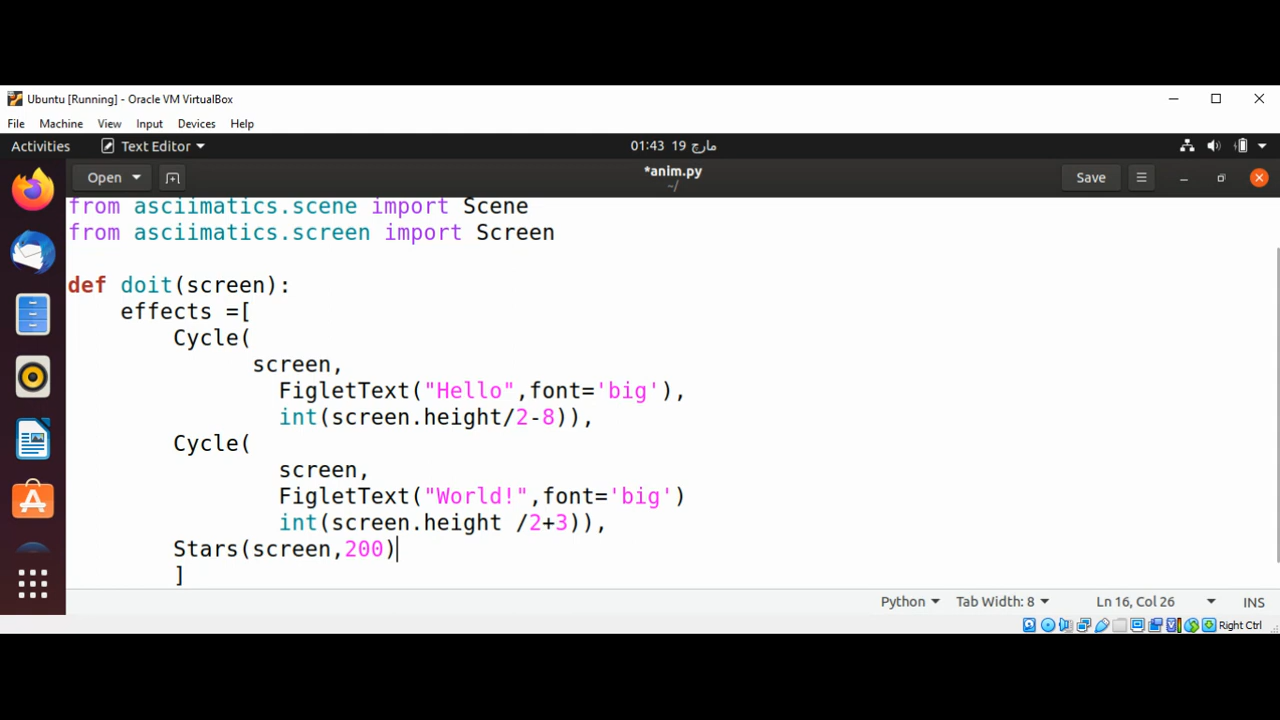 Ubuntu [Running] - Oracle VM VirtualBox
File Machine View Input Devices Help
Activities Text Editor 01:43 19 مارچ
Open *anim.py Save
~/
from asciimatics.scene import Scene
from asciimatics.screen import Screen
def doit(screen):
effects =[
Cycle(
screen,
FigletText("Hello",font='big'),
int(screen.height/2-8)),
Cycle(
screen,
FigletText("World!",font='big')
int(screen.height /2+3)),
Stars(screen,200)
]
Python Tab Width: 8 Ln 16, Col 26 INS
Right Ctrl